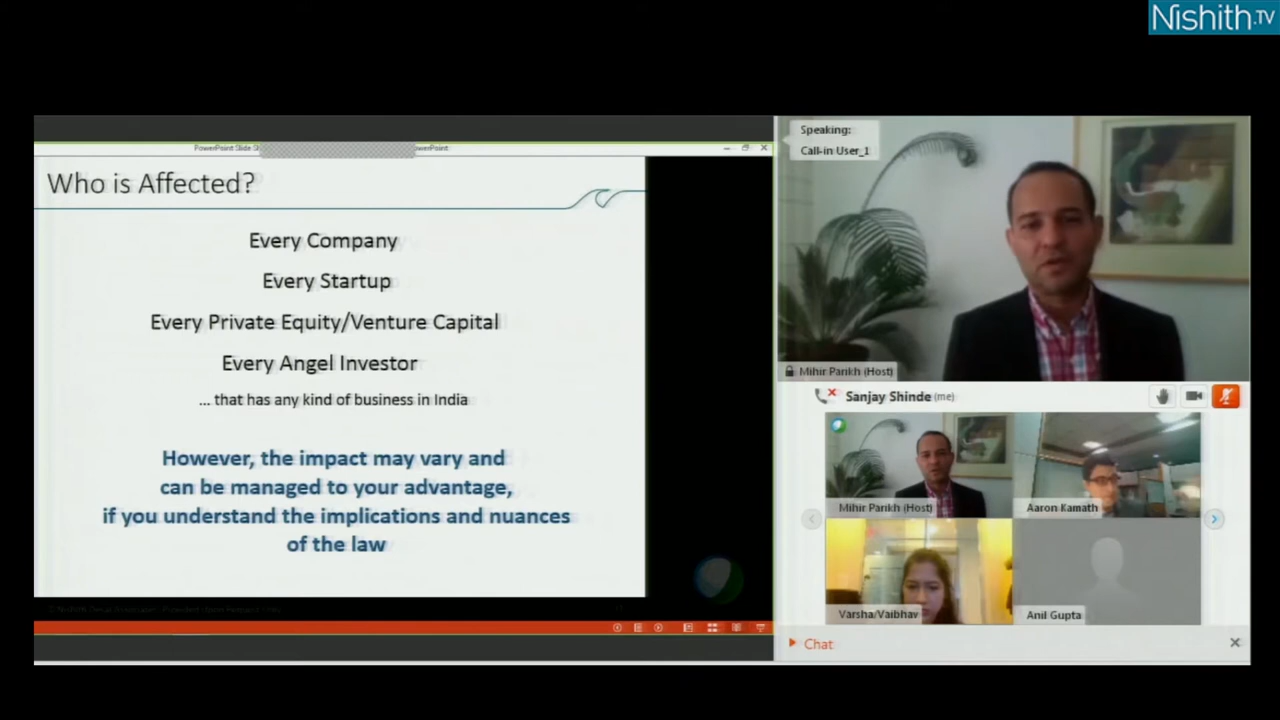 Nishith.TV
PowerPoint Slide S
owerPoint
Speaking:
Call-in User_1
Who is Affected?
Every Company
Every Startup
Every Private Equity/Venture Capital
Every Angel Investor
... that has any kind of business in India
However, the impact may vary and
can be managed to your advantage,
if you understand the implications and nuances
of the law
Mihir Parikh (Host)
Sanjay Shinde (me)
Mihir Parikh (Host)
Aaron Kamath
Varsha/Vaibhav
Anil Gupta
Chat